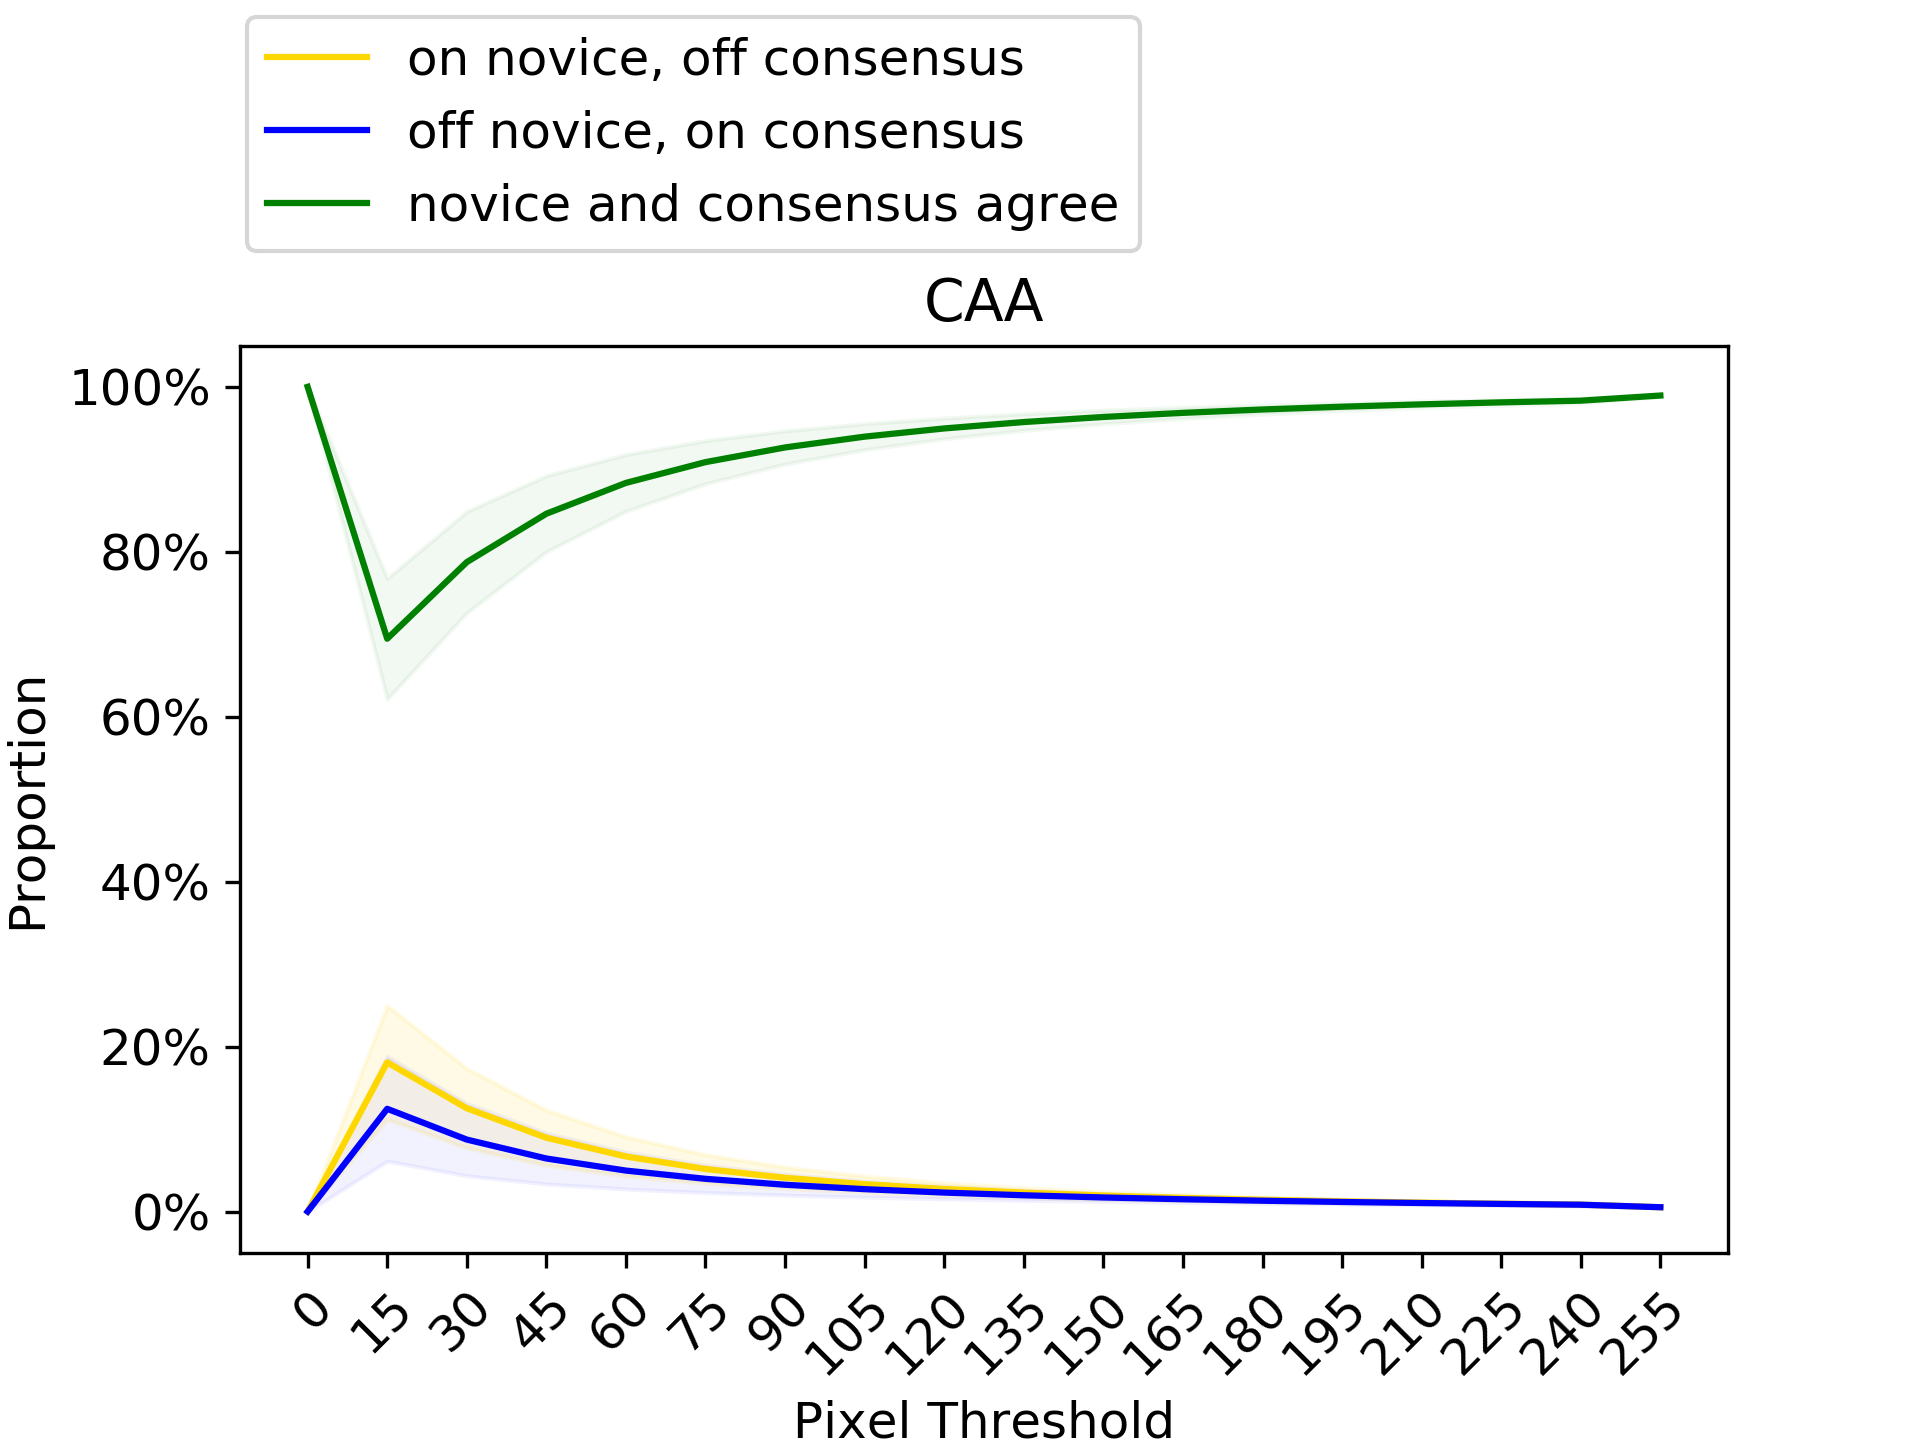 on novice, off consensus
off novice, on consensus
novice and consensus agree
CAA
100%
80%
60%
40%
20%
0%
Proportion
0 15 30 45 60 75 90 105 120 135 150 165 180 195 210 225 240 255
Pixel Threshold